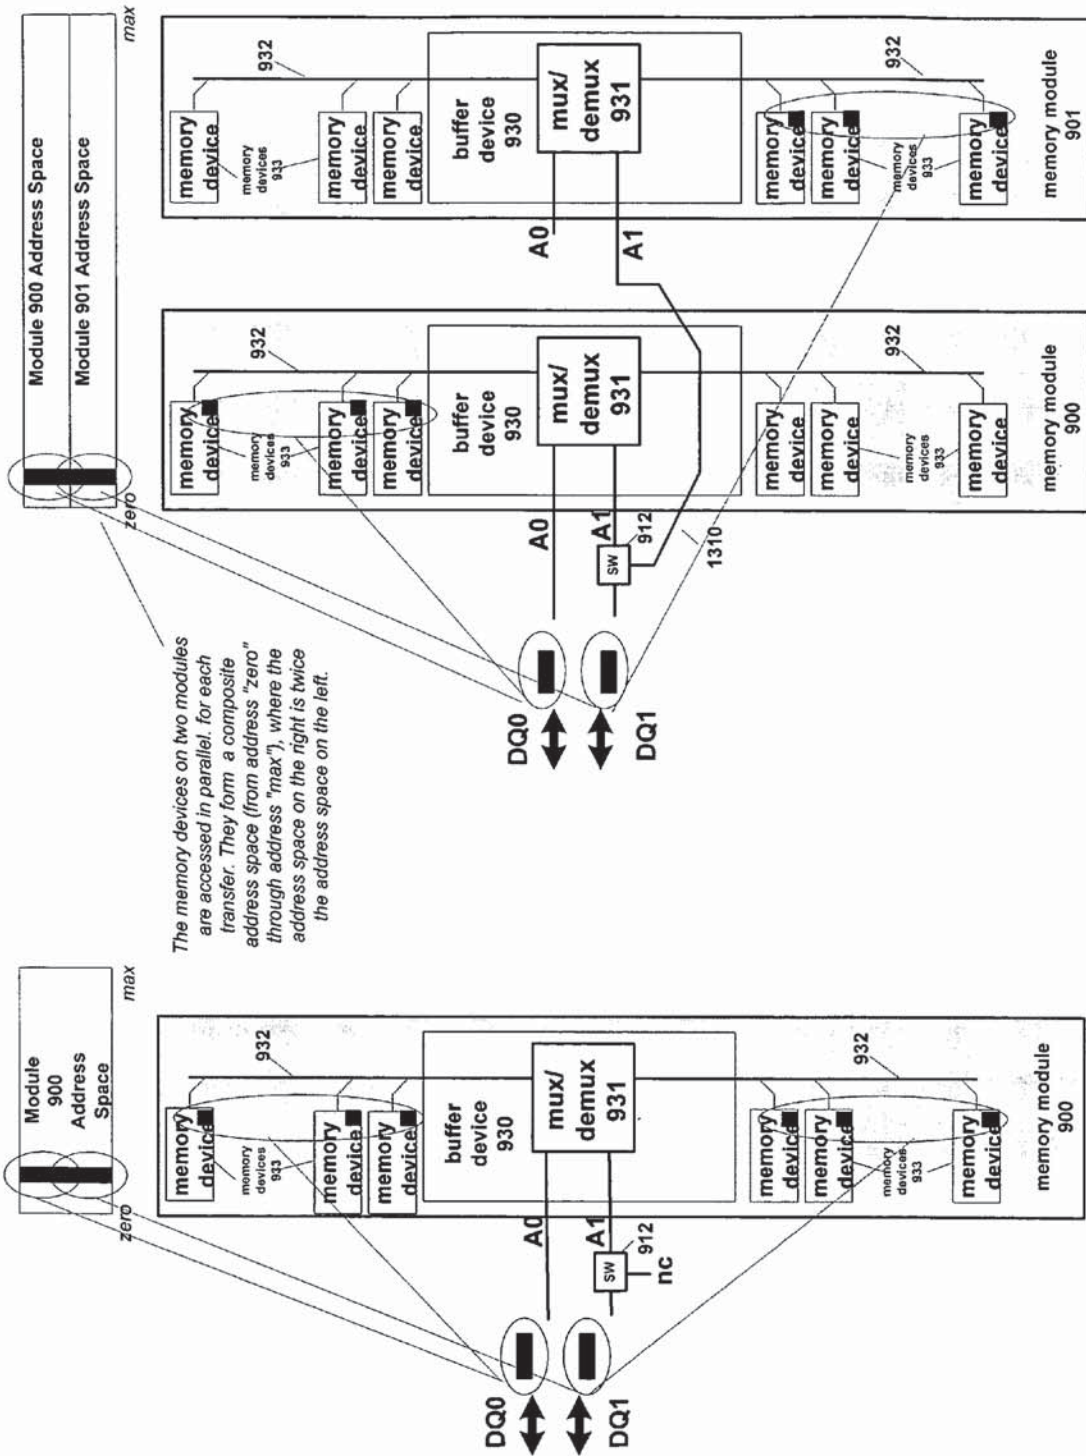 Module
900
Address
Space
zero
max
memory
device
memory
devices
933
memory
device
memory
device
932
buffer
device
930
mux/
demux
931
932
memory
device
memory
device
memory
devices
933
memory
device
memory module
900
A0
A1
SW
912
nc
DQ0
DQ1
The memory devices on two modules
are accessed in parallel. for each
transfer. They form a composite
address space (from address "zero"
through address "max"), where the
address space on the right is twice
the address space on the left.
Module 900 Address Space
Module 901 Address Space
zero
max
memory
device
memory
devices
933
memory
device
memory
device
932
buffer
device
930
mux/
demux
931
932
memory
device
memory
device
memory
devices
933
memory
device
memory module
900
A0
A1
SW
912
1310
DQ0
DQ1
memory
device
memory
devices
933
memory
device
memory
device
932
buffer
device
930
mux/
demux
931
932
memory
device
memory
device
memory
devices
933
memory
device
memory module
901
A0
A1